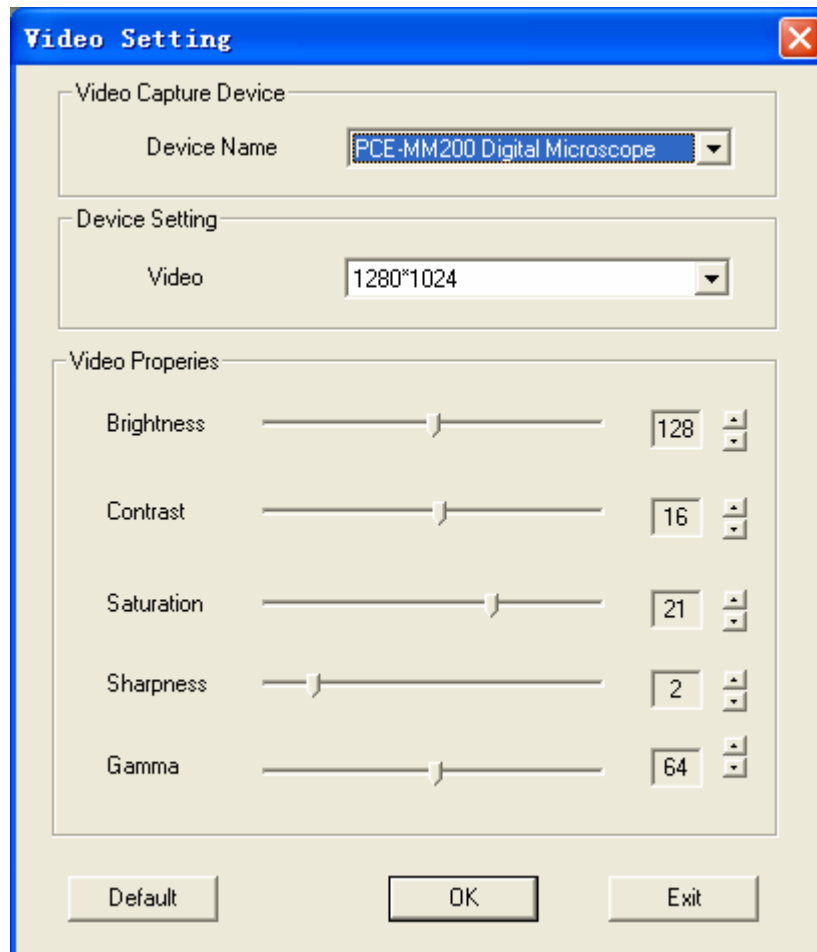 Video Setting
Video Capture Device
Device Name PCE-MM200 Digital Microscope
Device Setting
Video 1280*1024
Video Properies
Brightness 128
Contrast 16
Saturation 21
Sharpness 2
Gamma 64
Default OK Exit